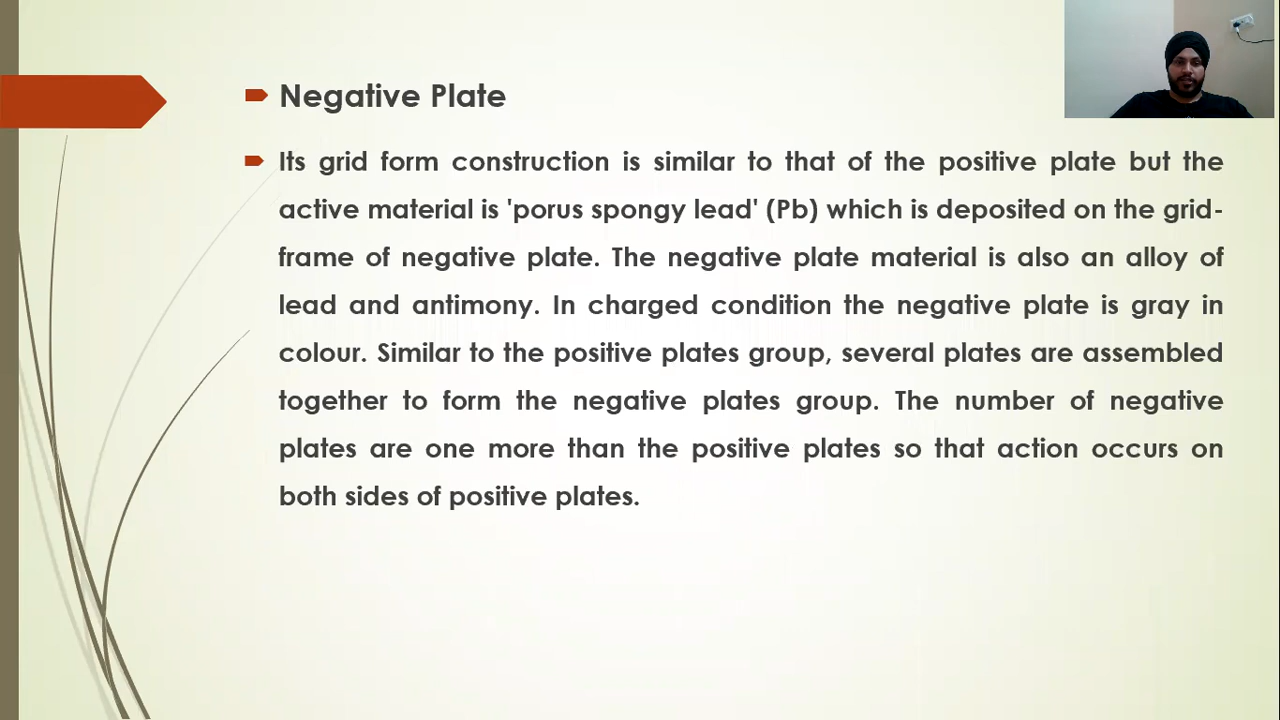 Negative Plate
Its grid form construction is similar to that of the positive plate but the
active material is 'porus spongy lead' (Pb) which is deposited on the grid-
frame of negative plate. The negative plate material is also an alloy of
lead and antimony. In charged condition the negative plate is gray in
colour. Similar to the positive plates group, several plates are assembled
together to form the negative plates group. The number of negative
plates are one more than the positive plates so that action occurs on
both sides of positive plates.